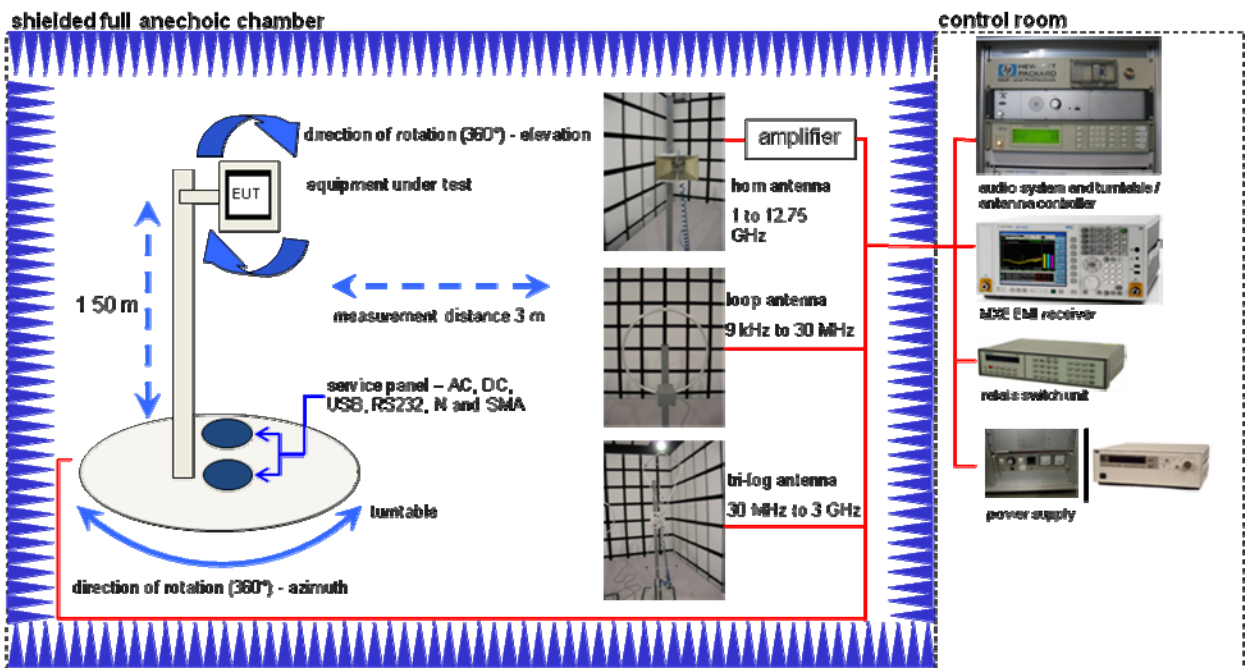 shielded full anechoic chamber
control room
direction of rotation (360°) - elevation
equipment under test
EUT
1 50 m
measurement distance 3 m
service panel – AC, DC,
USB, RS232, N and SMA
turntable
direction of rotation (360°) - azimuth
amplifier
horn antenna
1 to 12.75
GHz
loop antenna
9 kHz to 30 MHz
tri-log antenna
30 MHz to 3 GHz
HEWLETT
PACKARD
audio system and turntable /
antenna controller
MXE EMI receiver
relais switch unit
power supply